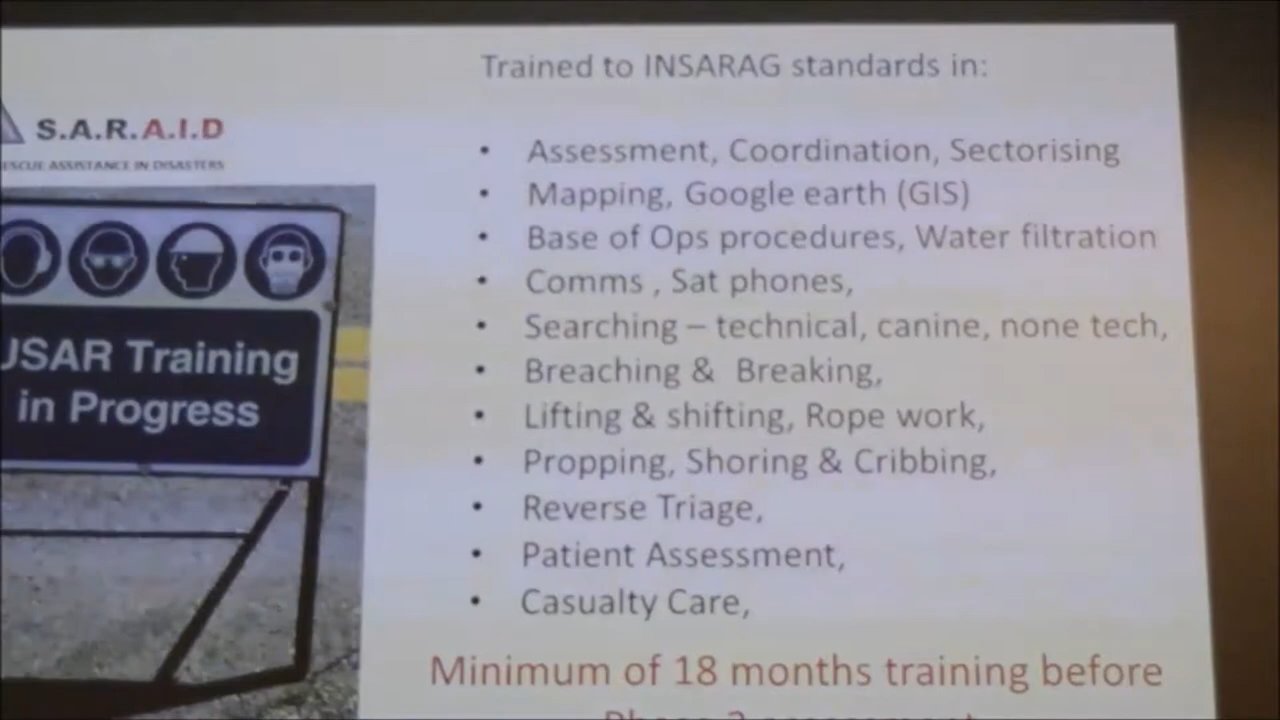 Trained to INSARAG standards in:
S.A.R.A.I.D
ESCUE ASSISTANCE IN DISASTERS
• Assessment, Coordination, Sectorising
• Mapping, Google earth (GIS)
• Base of Ops procedures, Water filtration
• Comms , Sat phones,
• Searching – technical, canine, none tech,
• Breaching & Breaking,
• Lifting & shifting, Rope work,
• Propping, Shoring & Cribbing,
• Reverse Triage,
• Patient Assessment,
• Casualty Care,
USAR Training
in Progress
Minimum of 18 months training before